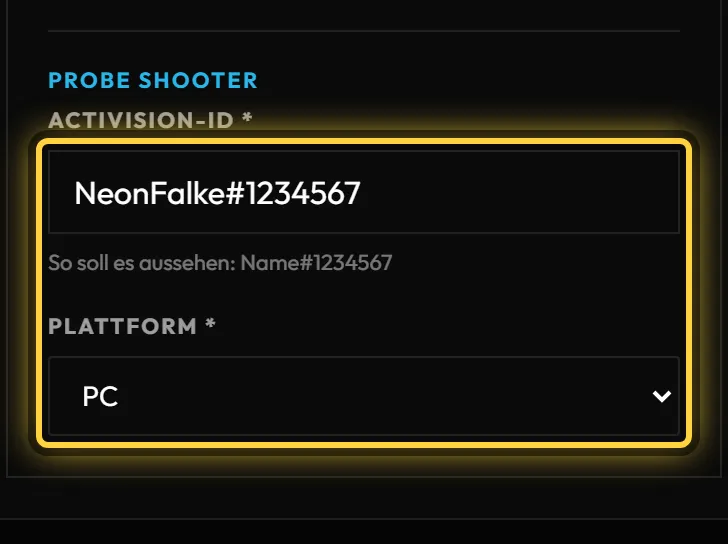 PROBE SHOOTER
ACTIVISION-ID *
NeonFalke#1234567
So soll es aussehen: Name#1234567
PLATTFORM *
PC